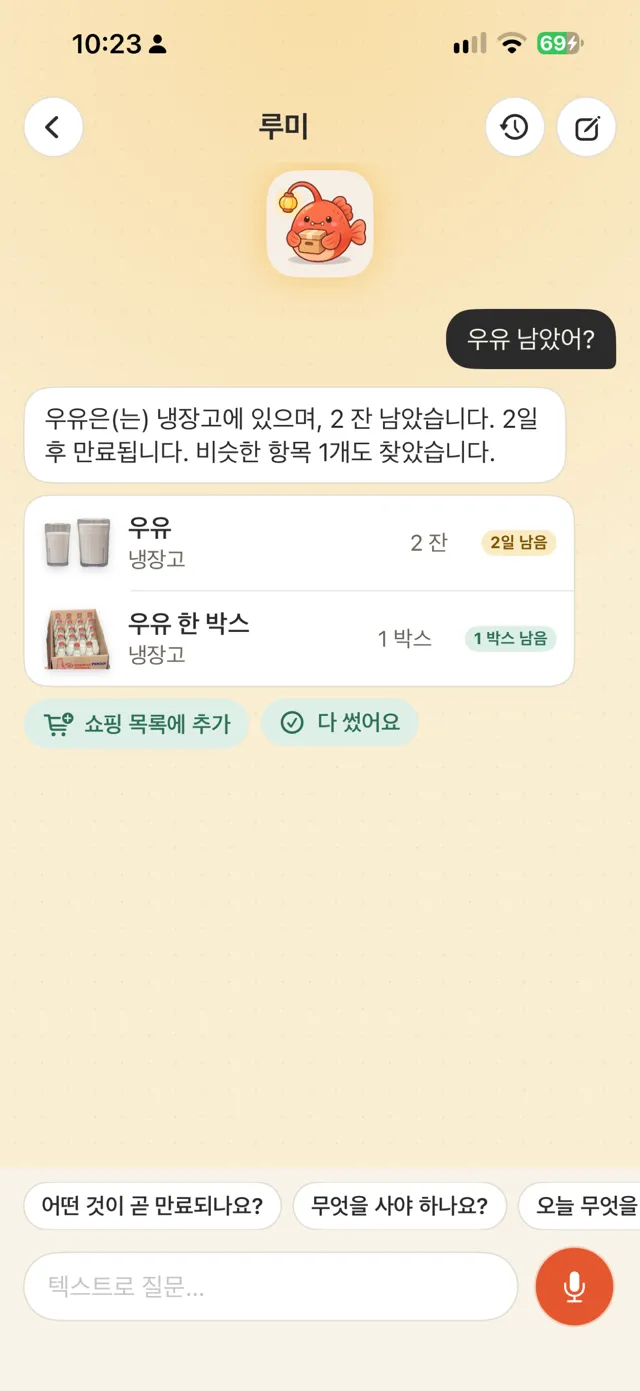 10:23
69
루미
우유 남았어?
우유은(는) 냉장고에 있으며, 2 잔 남았습니다. 2일
후 만료됩니다. 비슷한 항목 1개도 찾았습니다.
우유
냉장고
2 잔
2일 남음
우유 한 박스
냉장고
1 박스
1 박스 남음
쇼핑 목록에 추가
다 썼어요
어떤 것이 곧 만료되나요?
무엇을 사야 하나요?
오늘 무엇을
텍스트로 질문...